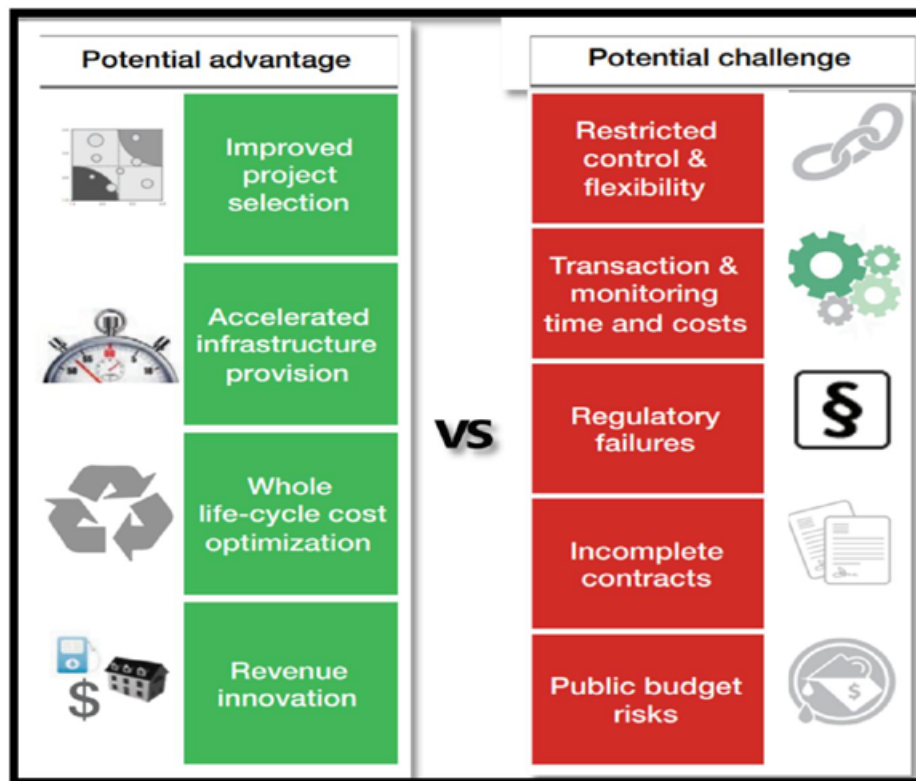 Potential advantage
Improved
project
selection
Accelerated
infrastructure
provision
Whole
life-cycle cost
optimization
$
Revenue
innovation
VS
Potential challenge
Restricted
control &
flexibility
Transaction &
monitoring
time and costs
§
Regulatory
failures
Incomplete
contracts
Public budget
risks
$